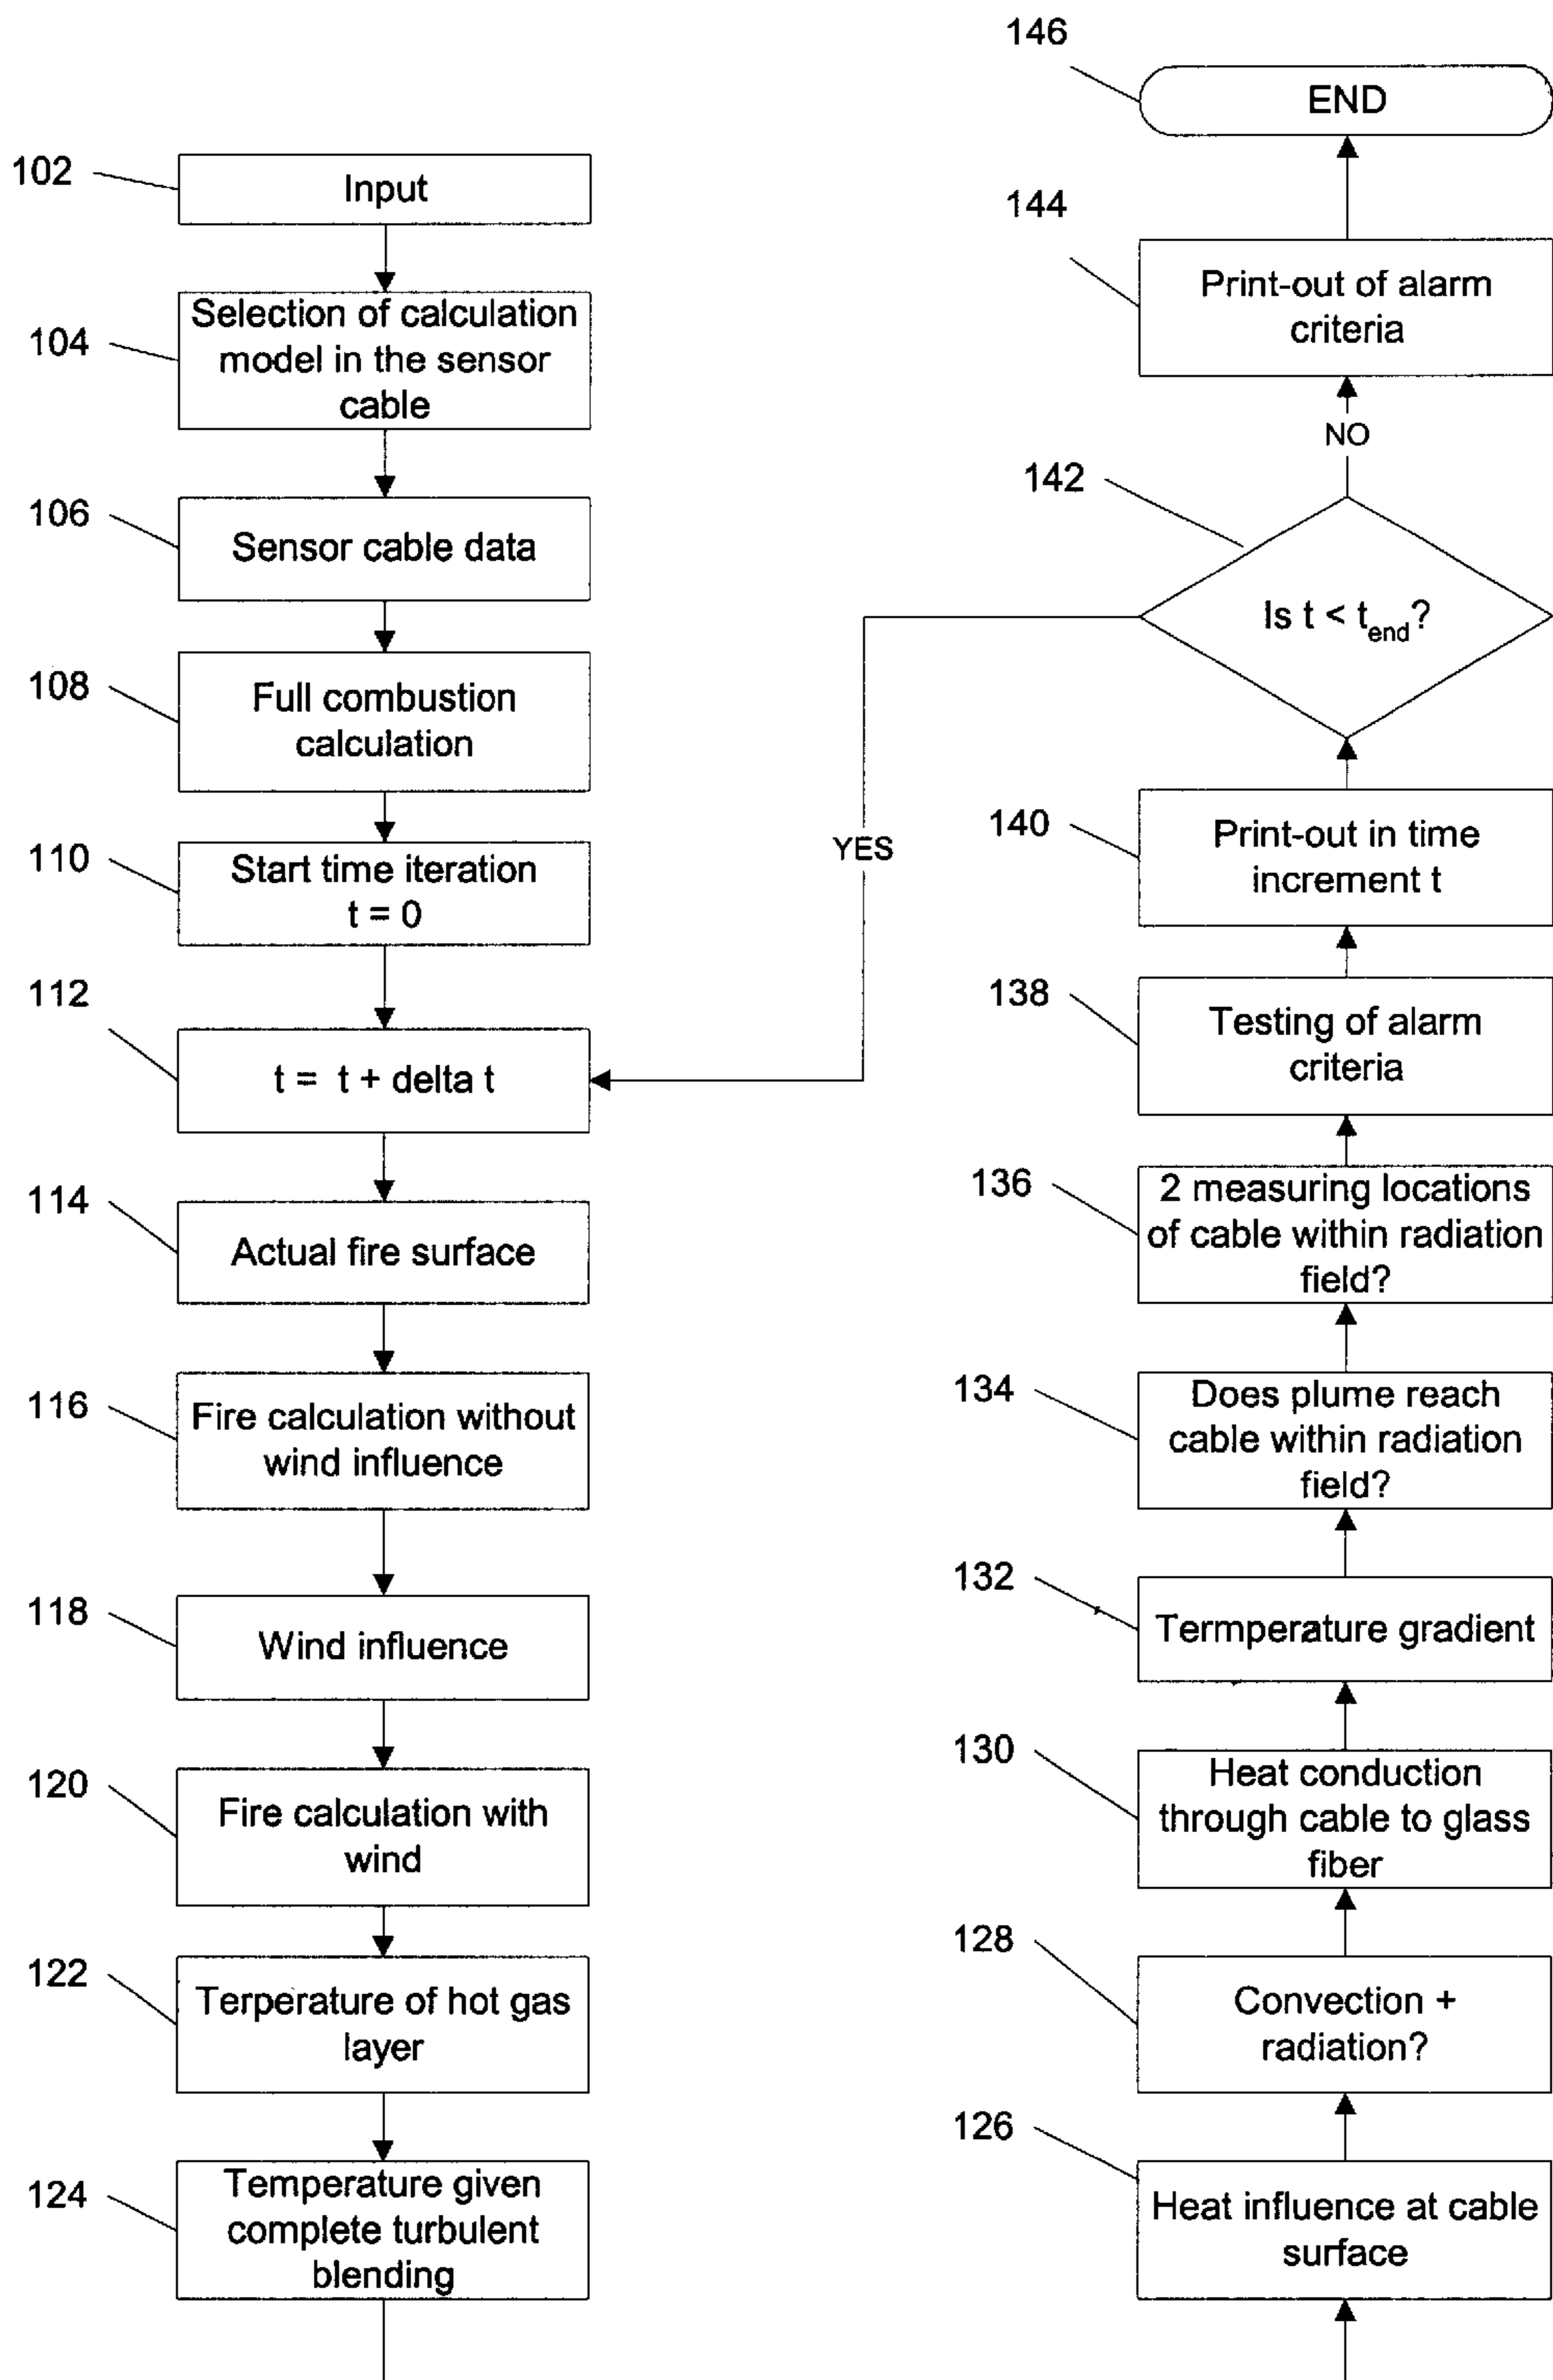 102
Input
104
Selection of calculation
model in the sensor
cable
106
Sensor cable data
108
Full combustion
calculation
110
Start time iteration
t = 0
112
t = t + delta t
114
Actual fire surface
116
Fire calculation without
wind influence
118
Wind influence
120
Fire calculation with
wind
122
Terperature of hot gas
layer
124
Temperature given
complete turbulent
blending
YES
146
END
144
Print-out of alarm
criteria
NO
142
Is t < tend?
140
Print-out in time
increment t
138
Testing of alarm
criteria
136
2 measuring locations
of cable within radiation
field?
134
Does plume reach
cable within radiation
field?
132
Termperature gradient
130
Heat conduction
through cable to glass
fiber
128
Convection +
radiation?
126
Heat influence at cable
surface